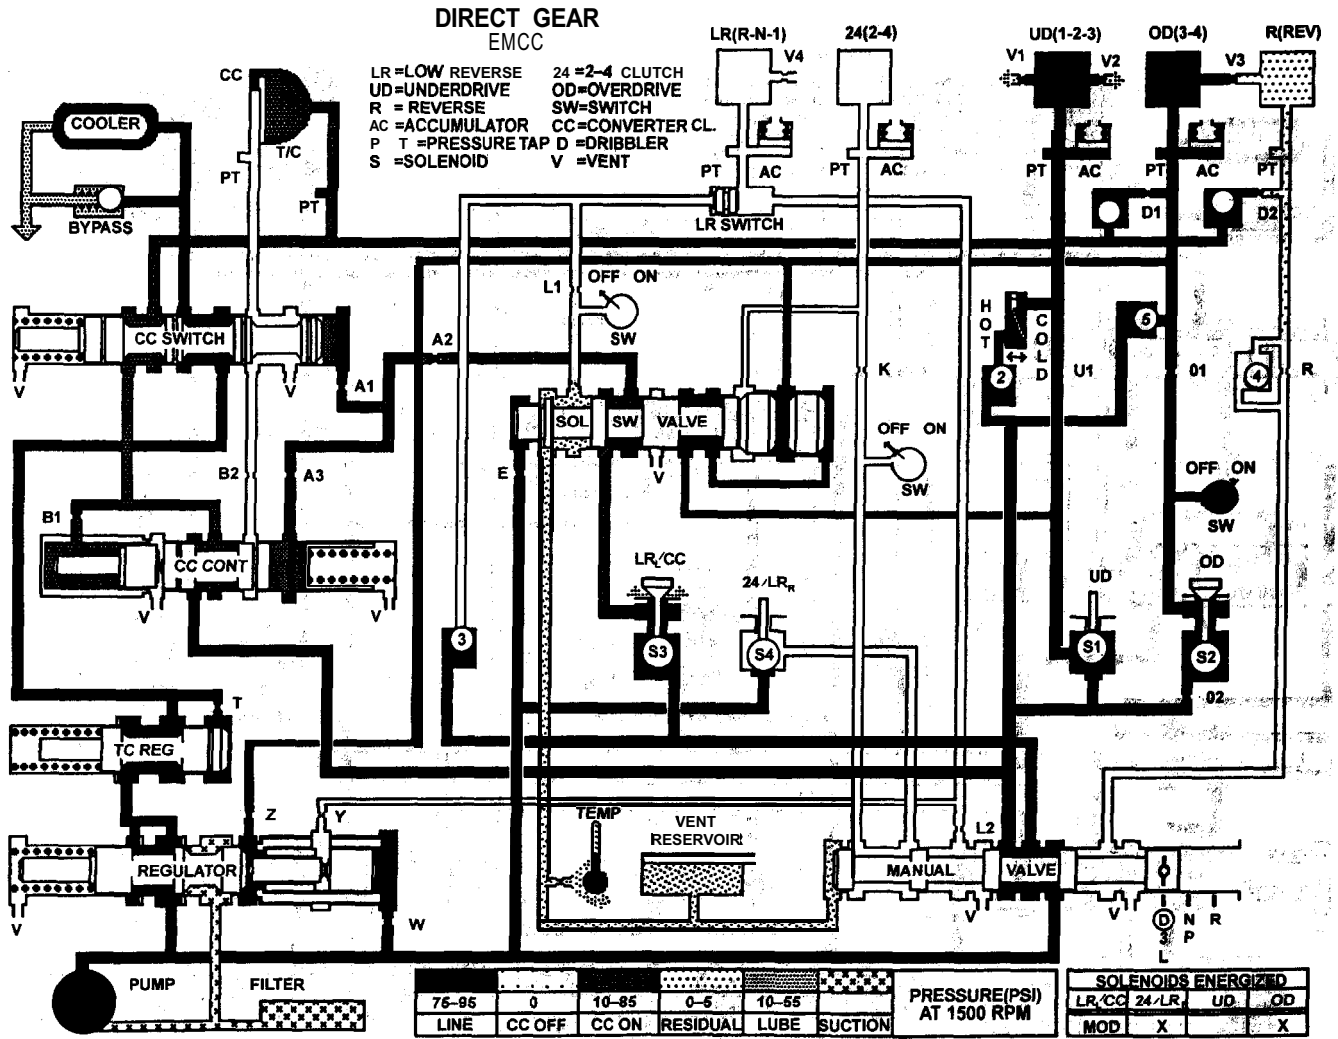 DIRECT GEAR
EMCC
LR =LOW REVERSE 24 =2-4 CLUTCH
UD =UNDERDRIVE OD=OVERDRIVE
R = REVERSE SW=SWITCH
AC =ACCUMULATOR CC=CONVERTER CL.
P T =PRESSURE TAP D =DRIBBLER
S =SOLENOID V =VENT
LR(R-N-1)
24(2-4)
UD(1-2-3)
OD(3-4)
R(REV)
V4
V1
V2
V3
CC
COOLER
T/C
PT
PT
BYPASS
PT AC
PT AC
PT AC
PT AC
PT
LR SWITCH
D1
D2
L1
OFF ON
SW
HOT
COLD
CC SWITCH
V
V
A1
A2
5
2
U1
K
01
4
R
SOL SW VALVE
V
E
OFF ON
SW
OFF ON
SW
B2
A3
B1
CC CONT
V
V
LR/CC
24/LRR
UD
OD
3
S3
S4
S1
S2
02
T
TC REG
Z
Y
TEMP
VENT
RESERVOIR
L2
REGULATOR
V
W
MANUAL VALVE
V
V
D N R
3 P
L
PUMP
FILTER
75-95 0 10-85 0-5 10-55
LINE CC OFF CC ON RESIDUAL LUBE SUCTION
PRESSURE(PSI)
AT 1500 RPM
SOLENOIDS ENERGIZED
LR/CC 24/LR UD OD
MOD X X